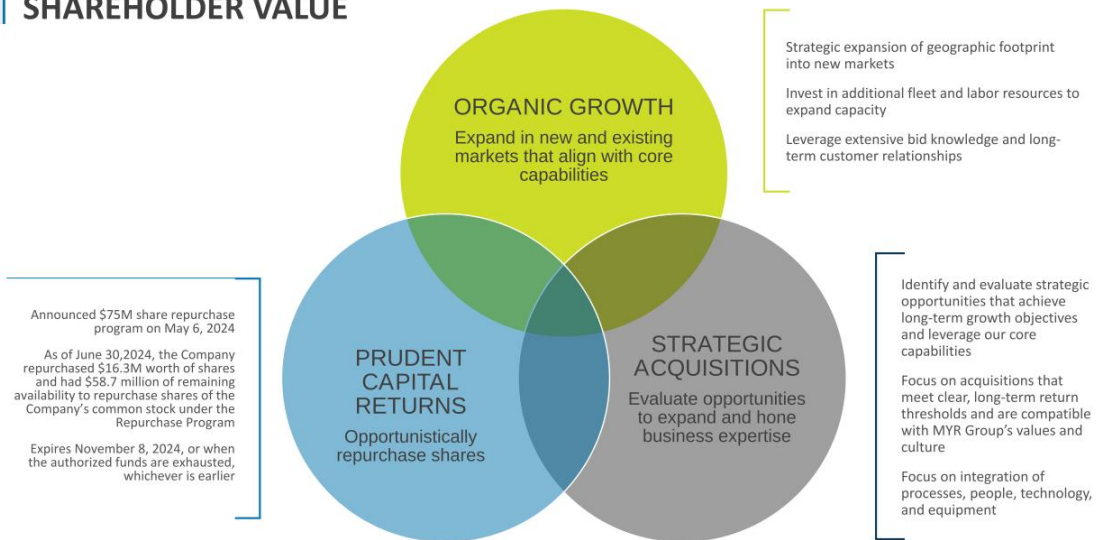 SHAREHOLDER VALUE
ORGANIC GROWTH
Expand in new and existing
markets that align with core
capabilities
Strategic expansion of geographic footprint
into new markets
Invest in additional fleet and labor resources to
expand capacity
Leverage extensive bid knowledge and long-
term customer relationships
Announced $75M share repurchase
program on May 6, 2024
As of June 30,2024, the Company
repurchased $16.3M worth of shares
and had $58.7 million of remaining
availability to repurchase shares of the
Company’s common stock under the
Repurchase Program
Expires November 8, 2024, or when
the authorized funds are exhausted,
whichever is earlier
PRUDENT
CAPITAL
RETURNS
Opportunistically
repurchase shares
STRATEGIC
ACQUISITIONS
Evaluate opportunities
to expand and hone
business expertise
Identify and evaluate strategic
opportunities that achieve
long-term growth objectives
and leverage our core
capabilities
Focus on acquisitions that
meet clear, long-term return
thresholds and are compatible
with MYR Group’s values and
culture
Focus on integration of
processes, people, technology,
and equipment